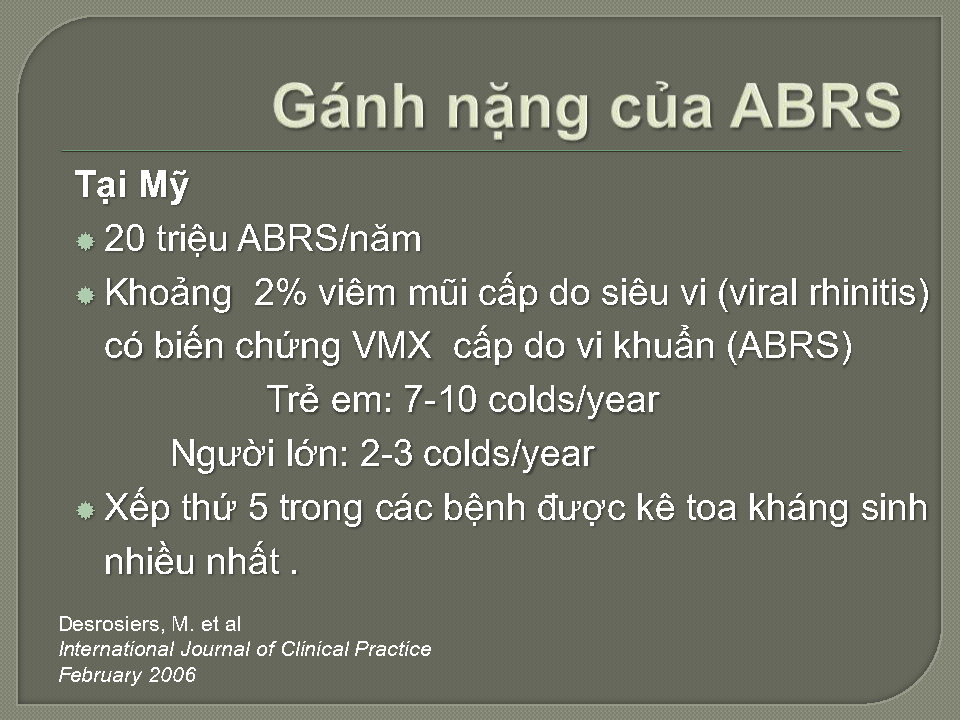 Gánh nặng của ABRS
Tại Mỹ
20 triệu ABRS/năm
Khoảng 2% viêm mũi cấp do siêu vi (viral rhinitis)
có biến chứng VMX cấp do vi khuẩn (ABRS)
Trẻ em: 7-10 colds/year
Người lớn: 2-3 colds/year
Xếp thứ 5 trong các bệnh được kê toa kháng sinh
nhiều nhất .
Desrosiers, M. et al
International Journal of Clinical Practice
February 2006